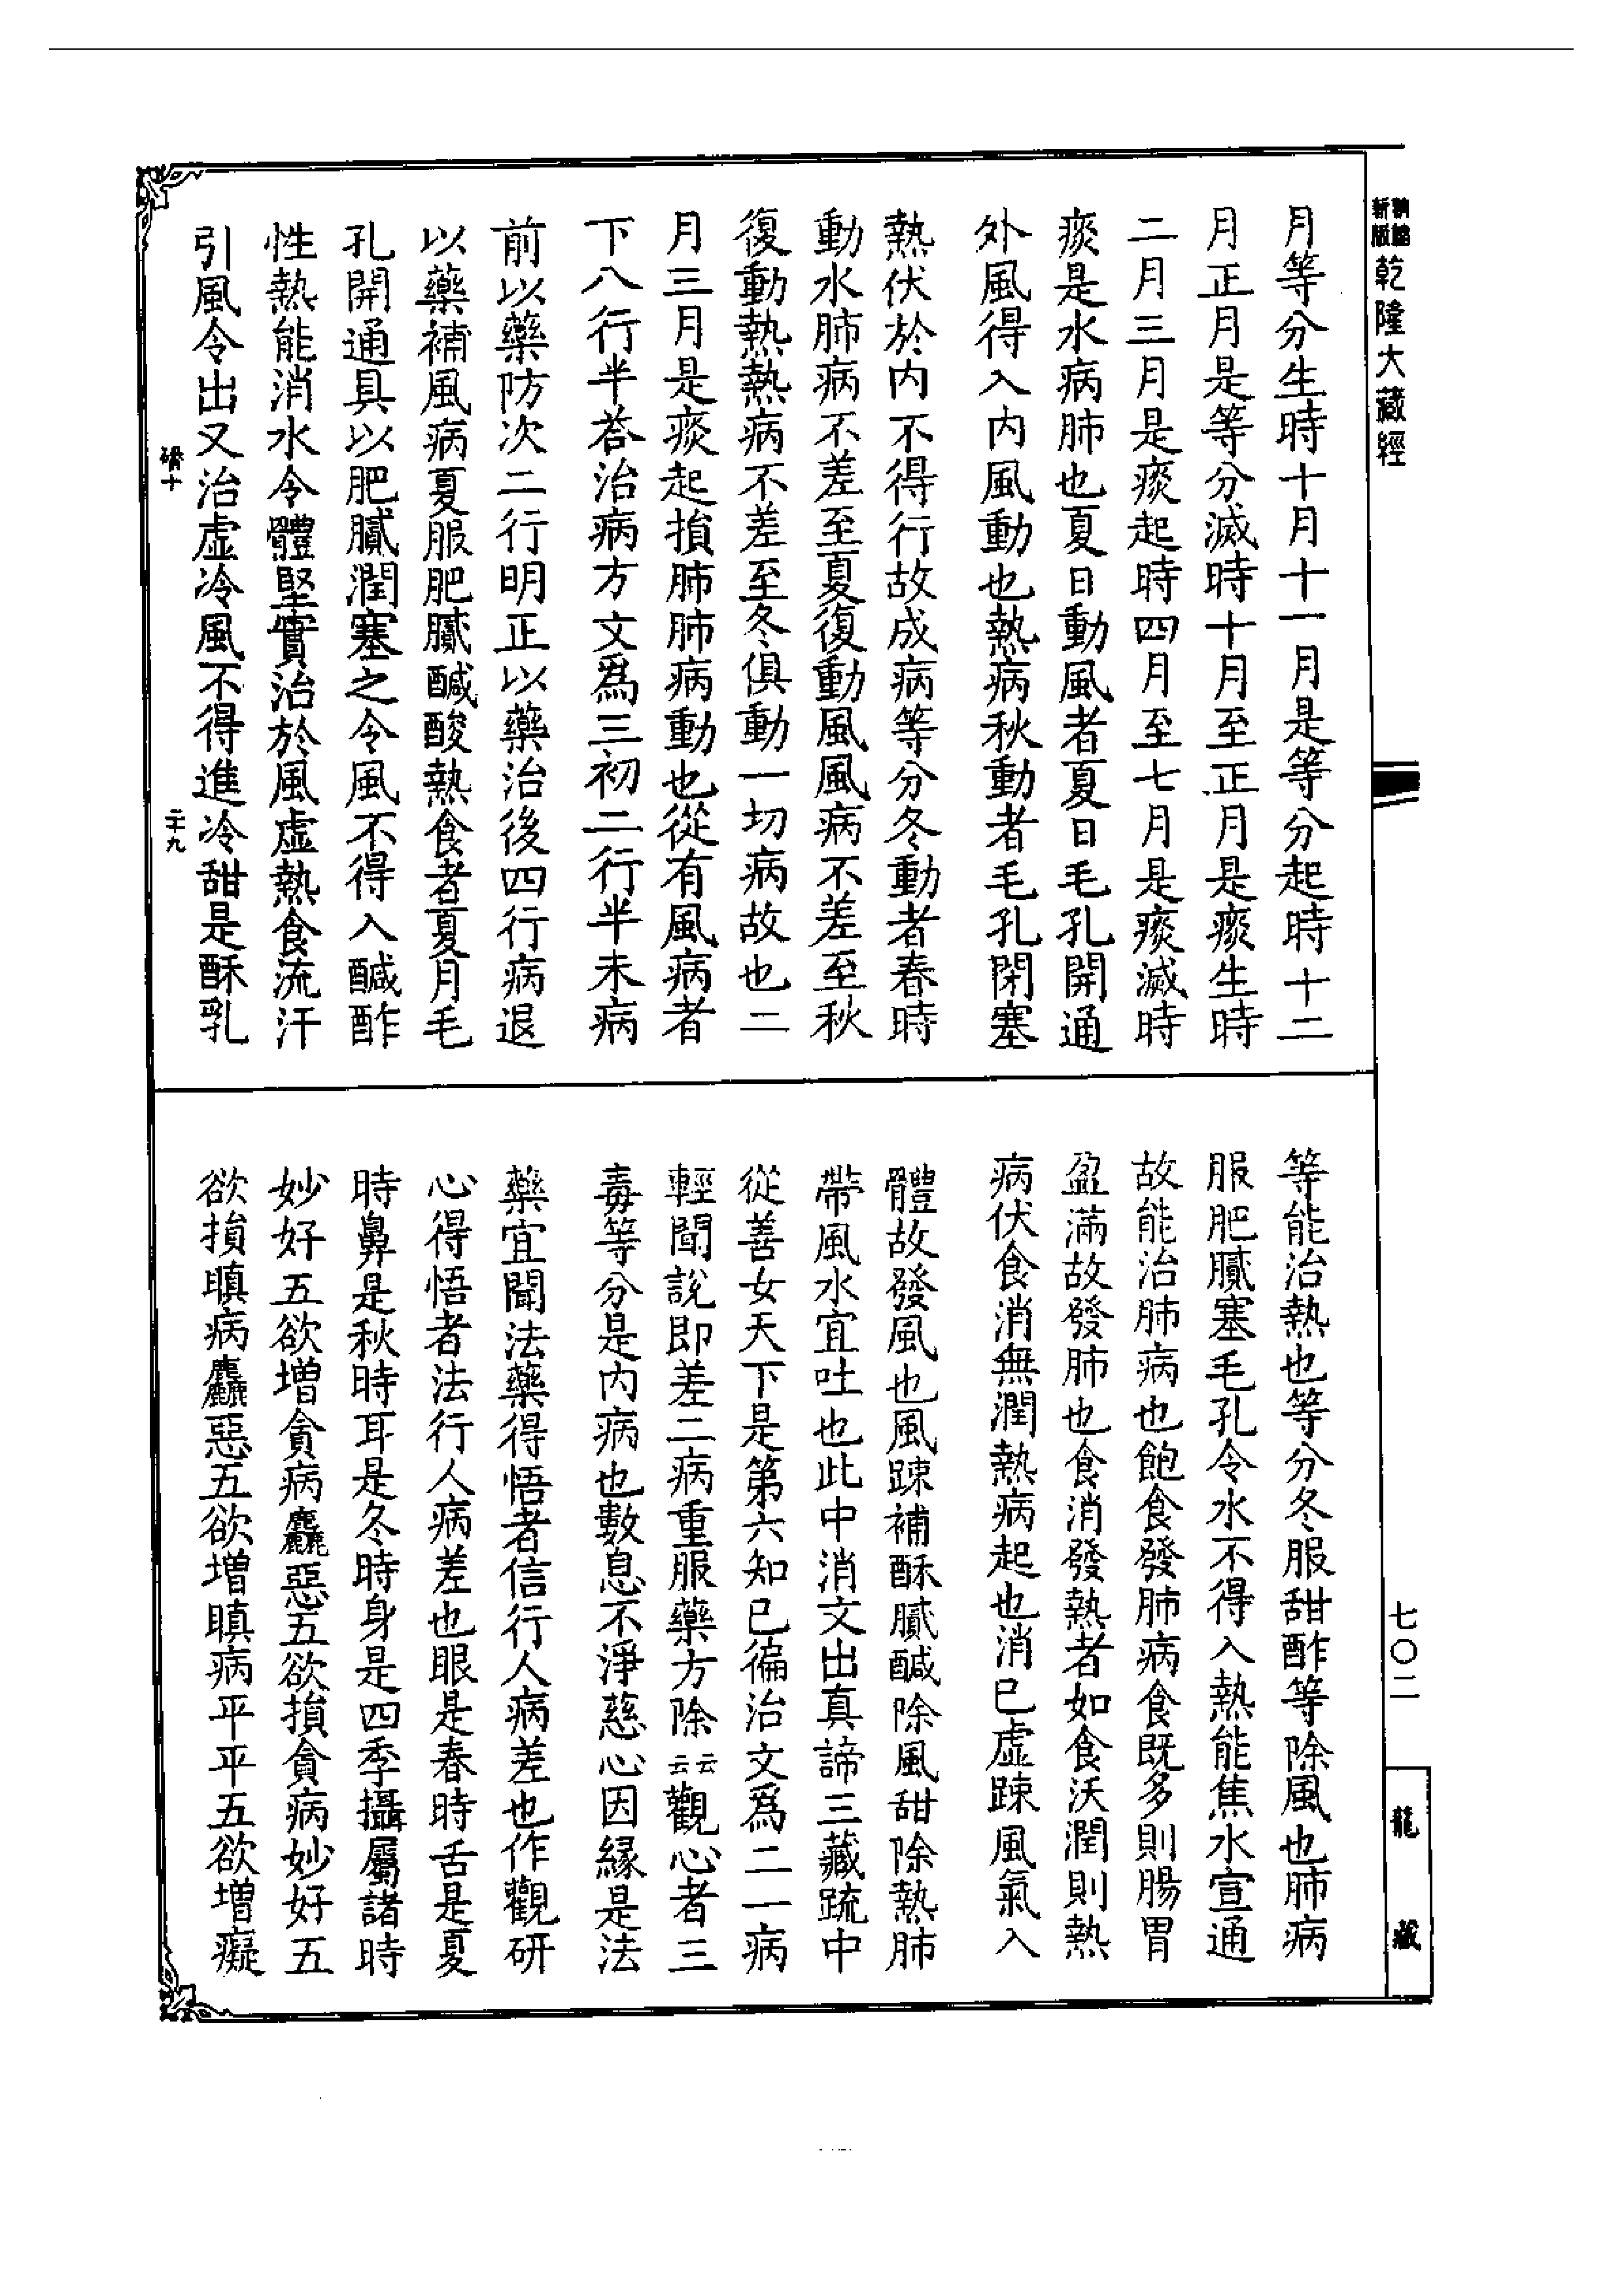 乾隆大藏經
月等分生時十月十一月是等分起時十二
月正月是等分滅時十月至正月是痰生時
二月三月是痰起時四月至七月是痰滅時
痰是水病肺也夏日動風者夏日毛孔開通
外風得入內風動也熱病秋動者毛孔閉塞
熱伏於內不得行故成病等分冬動者春時
動水肺病不差至夏復動風風病不差至秋
復動熱熱病不差至冬俱動一切病故也二
月三月是痰起損肺肺病動也從有風病者
下八行半荅治病方文爲三初二行半未病
前以藥防次二行明正以藥治後四行病退
以藥補風病夏服肥膩醎酸熱食者夏月毛
孔開通具以肥膩潤塞之令風不得入醎酢
性熱能消水令體堅實治於風虛熱食流汗
引風令出又治虛冷風不得進冷甜是酥乳
等能治熱也等分冬服甜酢等除風也肺病
服肥膩塞毛孔令水不得入熱能焦水宣通
故能治肺病也飽食發肺病食既多則腸胃
盈滿故發肺也食消發熱者如食沃潤則熱
病伏食消無潤熱病起也消已虛踈風氣入
體故發風也風踈補酥膩醎除風甜除熱肺
帶風水宜吐也此中消文出真諦三藏疏中
從善女天下是第六知已徧治文爲二一病
輕聞說即差二病重服藥方除云云觀心者三
毒等分是內病也數息不淨慈心因緣是法
藥宜聞法藥得悟者信行人病差也作觀研
心得悟者法行人病差也眼是春時舌是夏
時鼻是秋時耳是冬時身是四季攝屬諸時
妙好五欲增貪病麤惡五欲損貪病妙好五
欲損瞋病麤惡五欲增瞋病平平五欲增癡
二十九
七〇二
龍藏